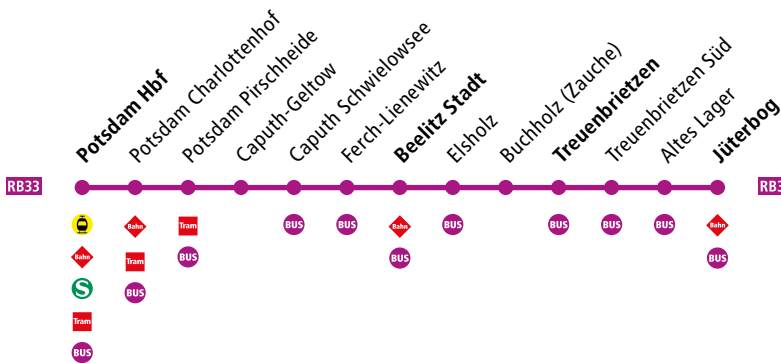 Potsdam Hbf
Potsdam Charlottenhof
Potsdam Pirschheide
Caputh-Geltow
Caputh Schwielowsee
Ferch-Lienewitz
Beelitz Stadt
Elsholz
Buchholz (Zauche)
Treuenbrietzen
Treuenbrietzen Süd
Altes Lager
Jüterbog
RB33 RB3
Bahn Tram BUS BUS Bahn BUS BUS BUS BUS Bahn
Bahn Tram BUS BUS BUS
S BUS
Tram
BUS